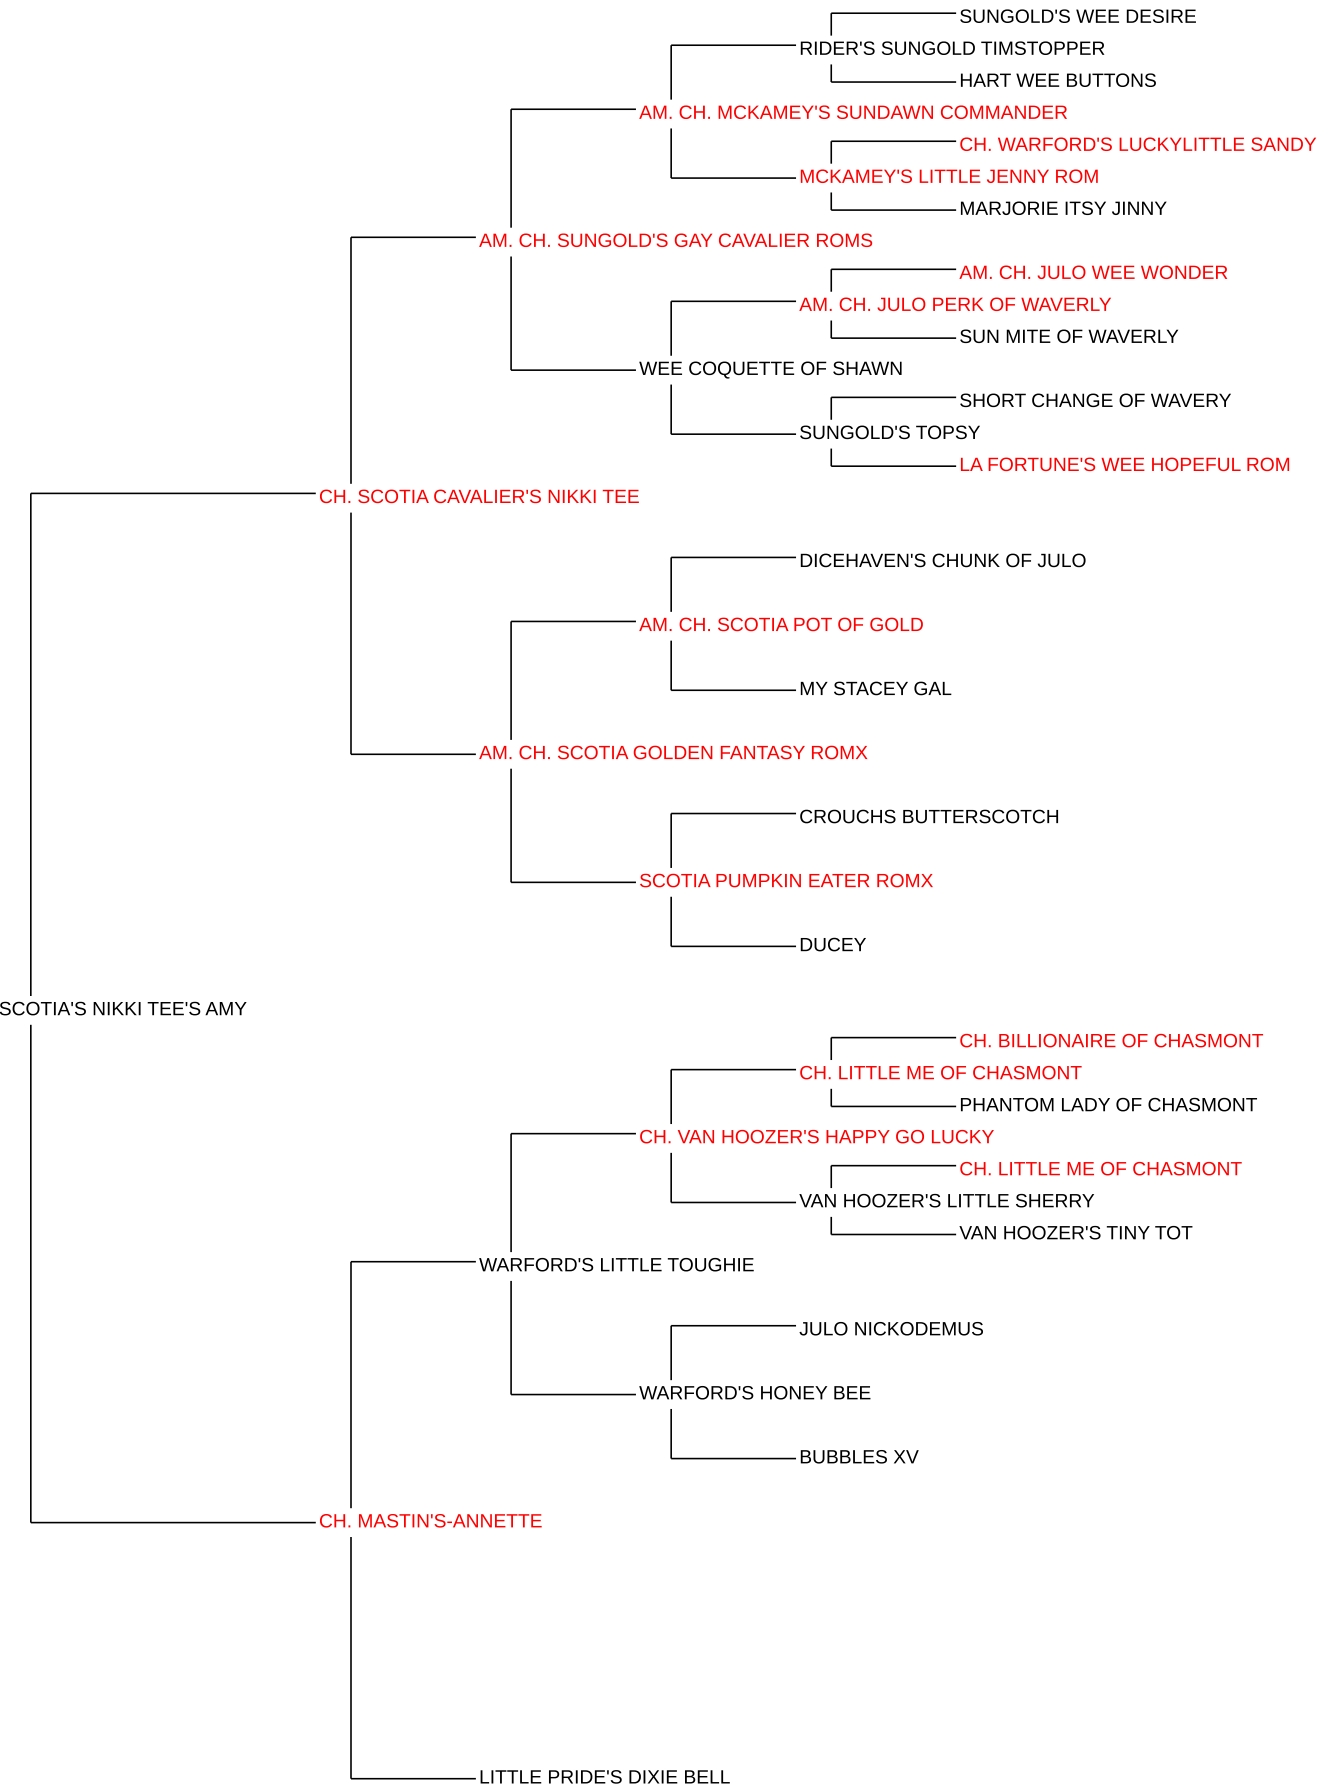 SUNGOLD'S WEE DESIRE
RIDER'S SUNGOLD TIMSTOPPER
HART WEE BUTTONS
AM. CH. MCKAMEY'S SUNDAWN COMMANDER
CH. WARFORD'S LUCKYLITTLE SANDY
MCKAMEY'S LITTLE JENNY ROM
MARJORIE ITSY JINNY
AM. CH. SUNGOLD'S GAY CAVALIER ROMS
AM. CH. JULO WEE WONDER
AM. CH. JULO PERK OF WAVERLY
SUN MITE OF WAVERLY
WEE COQUETTE OF SHAWN
SHORT CHANGE OF WAVERY
SUNGOLD'S TOPSY
LA FORTUNE'S WEE HOPEFUL ROM
CH. SCOTIA CAVALIER'S NIKKI TEE
DICEHAVEN'S CHUNK OF JULO
AM. CH. SCOTIA POT OF GOLD
MY STACEY GAL
AM. CH. SCOTIA GOLDEN FANTASY ROMX
CROUCHS BUTTERSCOTCH
SCOTIA PUMPKIN EATER ROMX
DUCEY
SCOTIA'S NIKKI TEE'S AMY
CH. BILLIONAIRE OF CHASMONT
CH. LITTLE ME OF CHASMONT
PHANTOM LADY OF CHASMONT
CH. VAN HOOZER'S HAPPY GO LUCKY
CH. LITTLE ME OF CHASMONT
VAN HOOZER'S LITTLE SHERRY
VAN HOOZER'S TINY TOT
WARFORD'S LITTLE TOUGHIE
JULO NICKODEMUS
WARFORD'S HONEY BEE
BUBBLES XV
CH. MASTIN'S-ANNETTE
LITTLE PRIDE'S DIXIE BELL